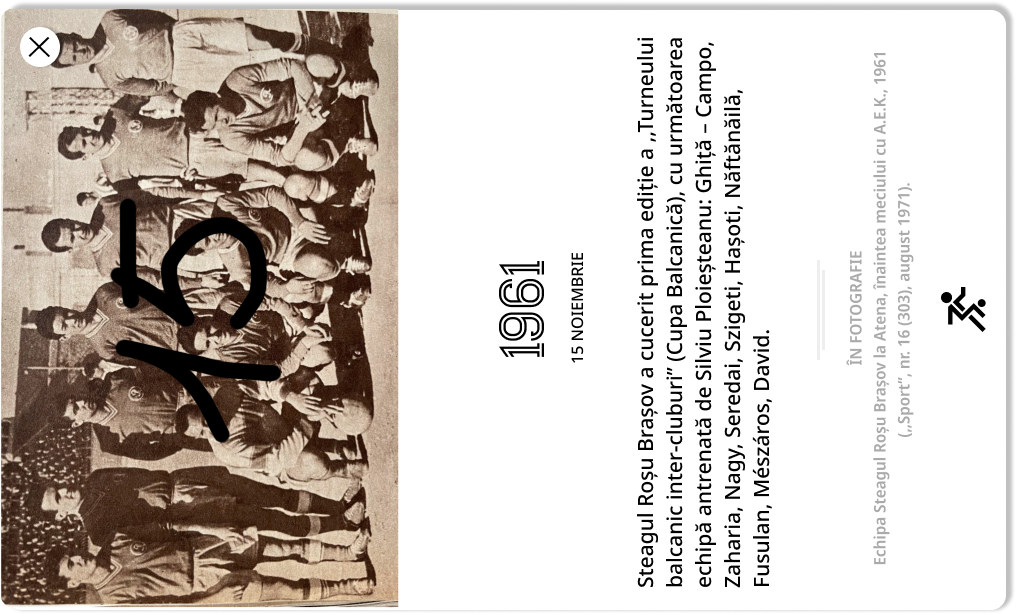 15
1961
15 NOIEMBRIE
Steagul Roșu Brașov a cucerit prima ediție a ,,Turneului
balcanic inter-cluburi” (Cupa Balcanică), cu următoarea
echipă antrenată de Silviu Ploieșteanu: Ghiță – Campo,
Zaharia, Nagy, Seredai, Szigeti, Hașoti, Năftănăilă,
Fusulan, Mészáros, David.
ÎN FOTOGRAFIE
Echipa Steagul Roșu Brașov la Atena, înaintea meciului cu A.E.K., 1961
(,,Sport”, nr. 16 (303), august 1971).